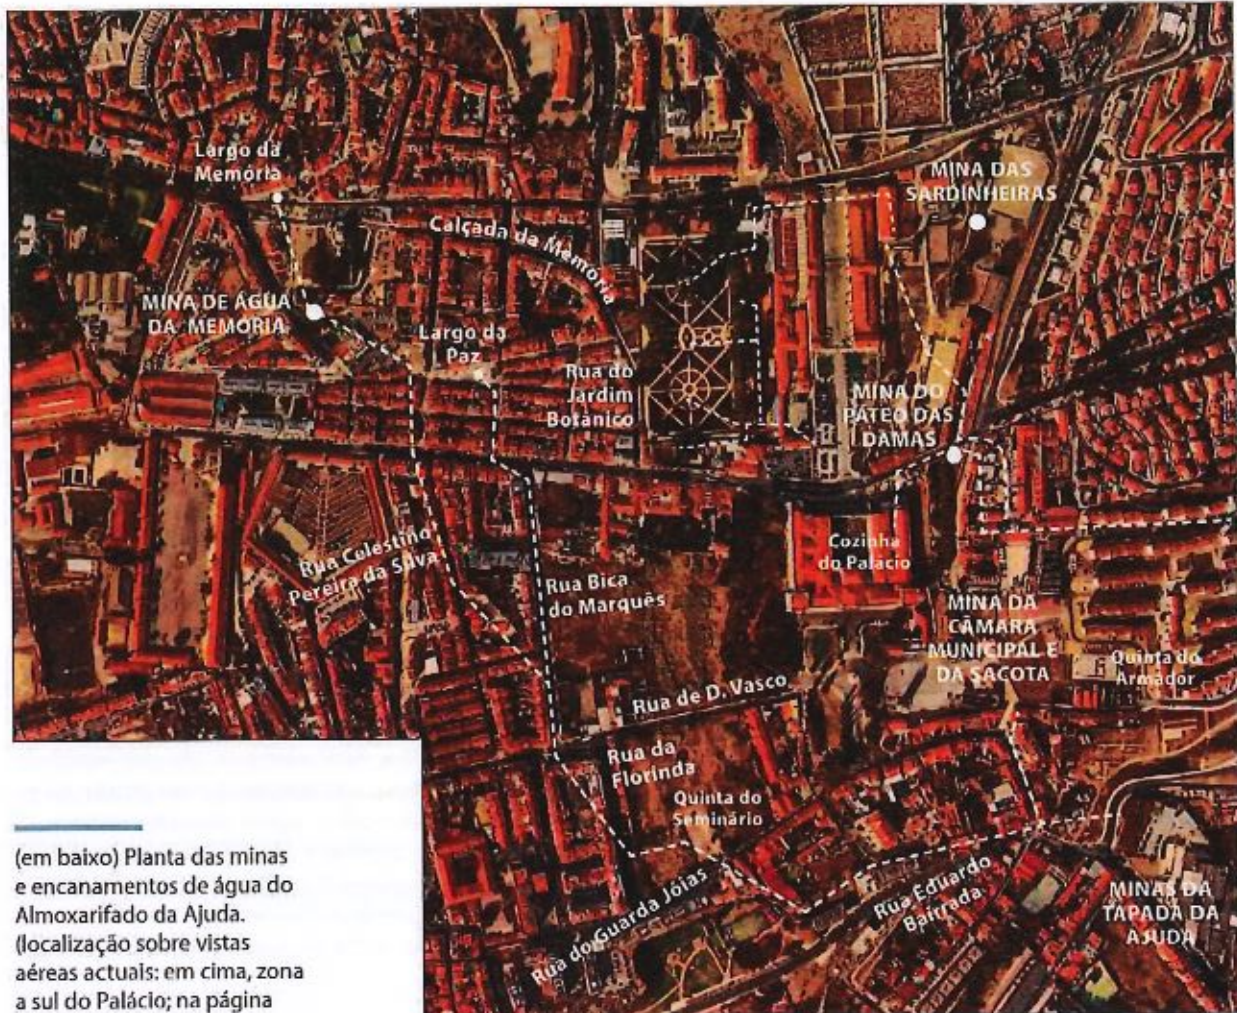 Largo da
Memória
MINA DAS
SARDINHEIRAS
Calçada da Memória
MINA DE ÁGUA
DA MEMÓRIA
Largo da
Paz
Rua do
Jardim
Botânico
MINA DO
PÁTEO DAS
DAMAS
Cozinha
do Palacio
Rua Celestino
Pereira da Silva
Rua Bica
do Marquês
MINA DA
CÂMARA
MUNICIPAL E
DA SACOTA
Quinta do
Armador
Rua de D. Vasco
Rua da
Florinda
Quinta do
Seminário
Rua do Guarda Jóias
Rua Eduardo
Bairrada
MINAS DA
TAPADA DA
AJUDA
(em baixo) Planta das minas
e encanamentos de água do
Almoxarifado da Ajuda.
(localização sobre vistas
aéreas actuais: em cima, zona
a sul do Palácio; na página